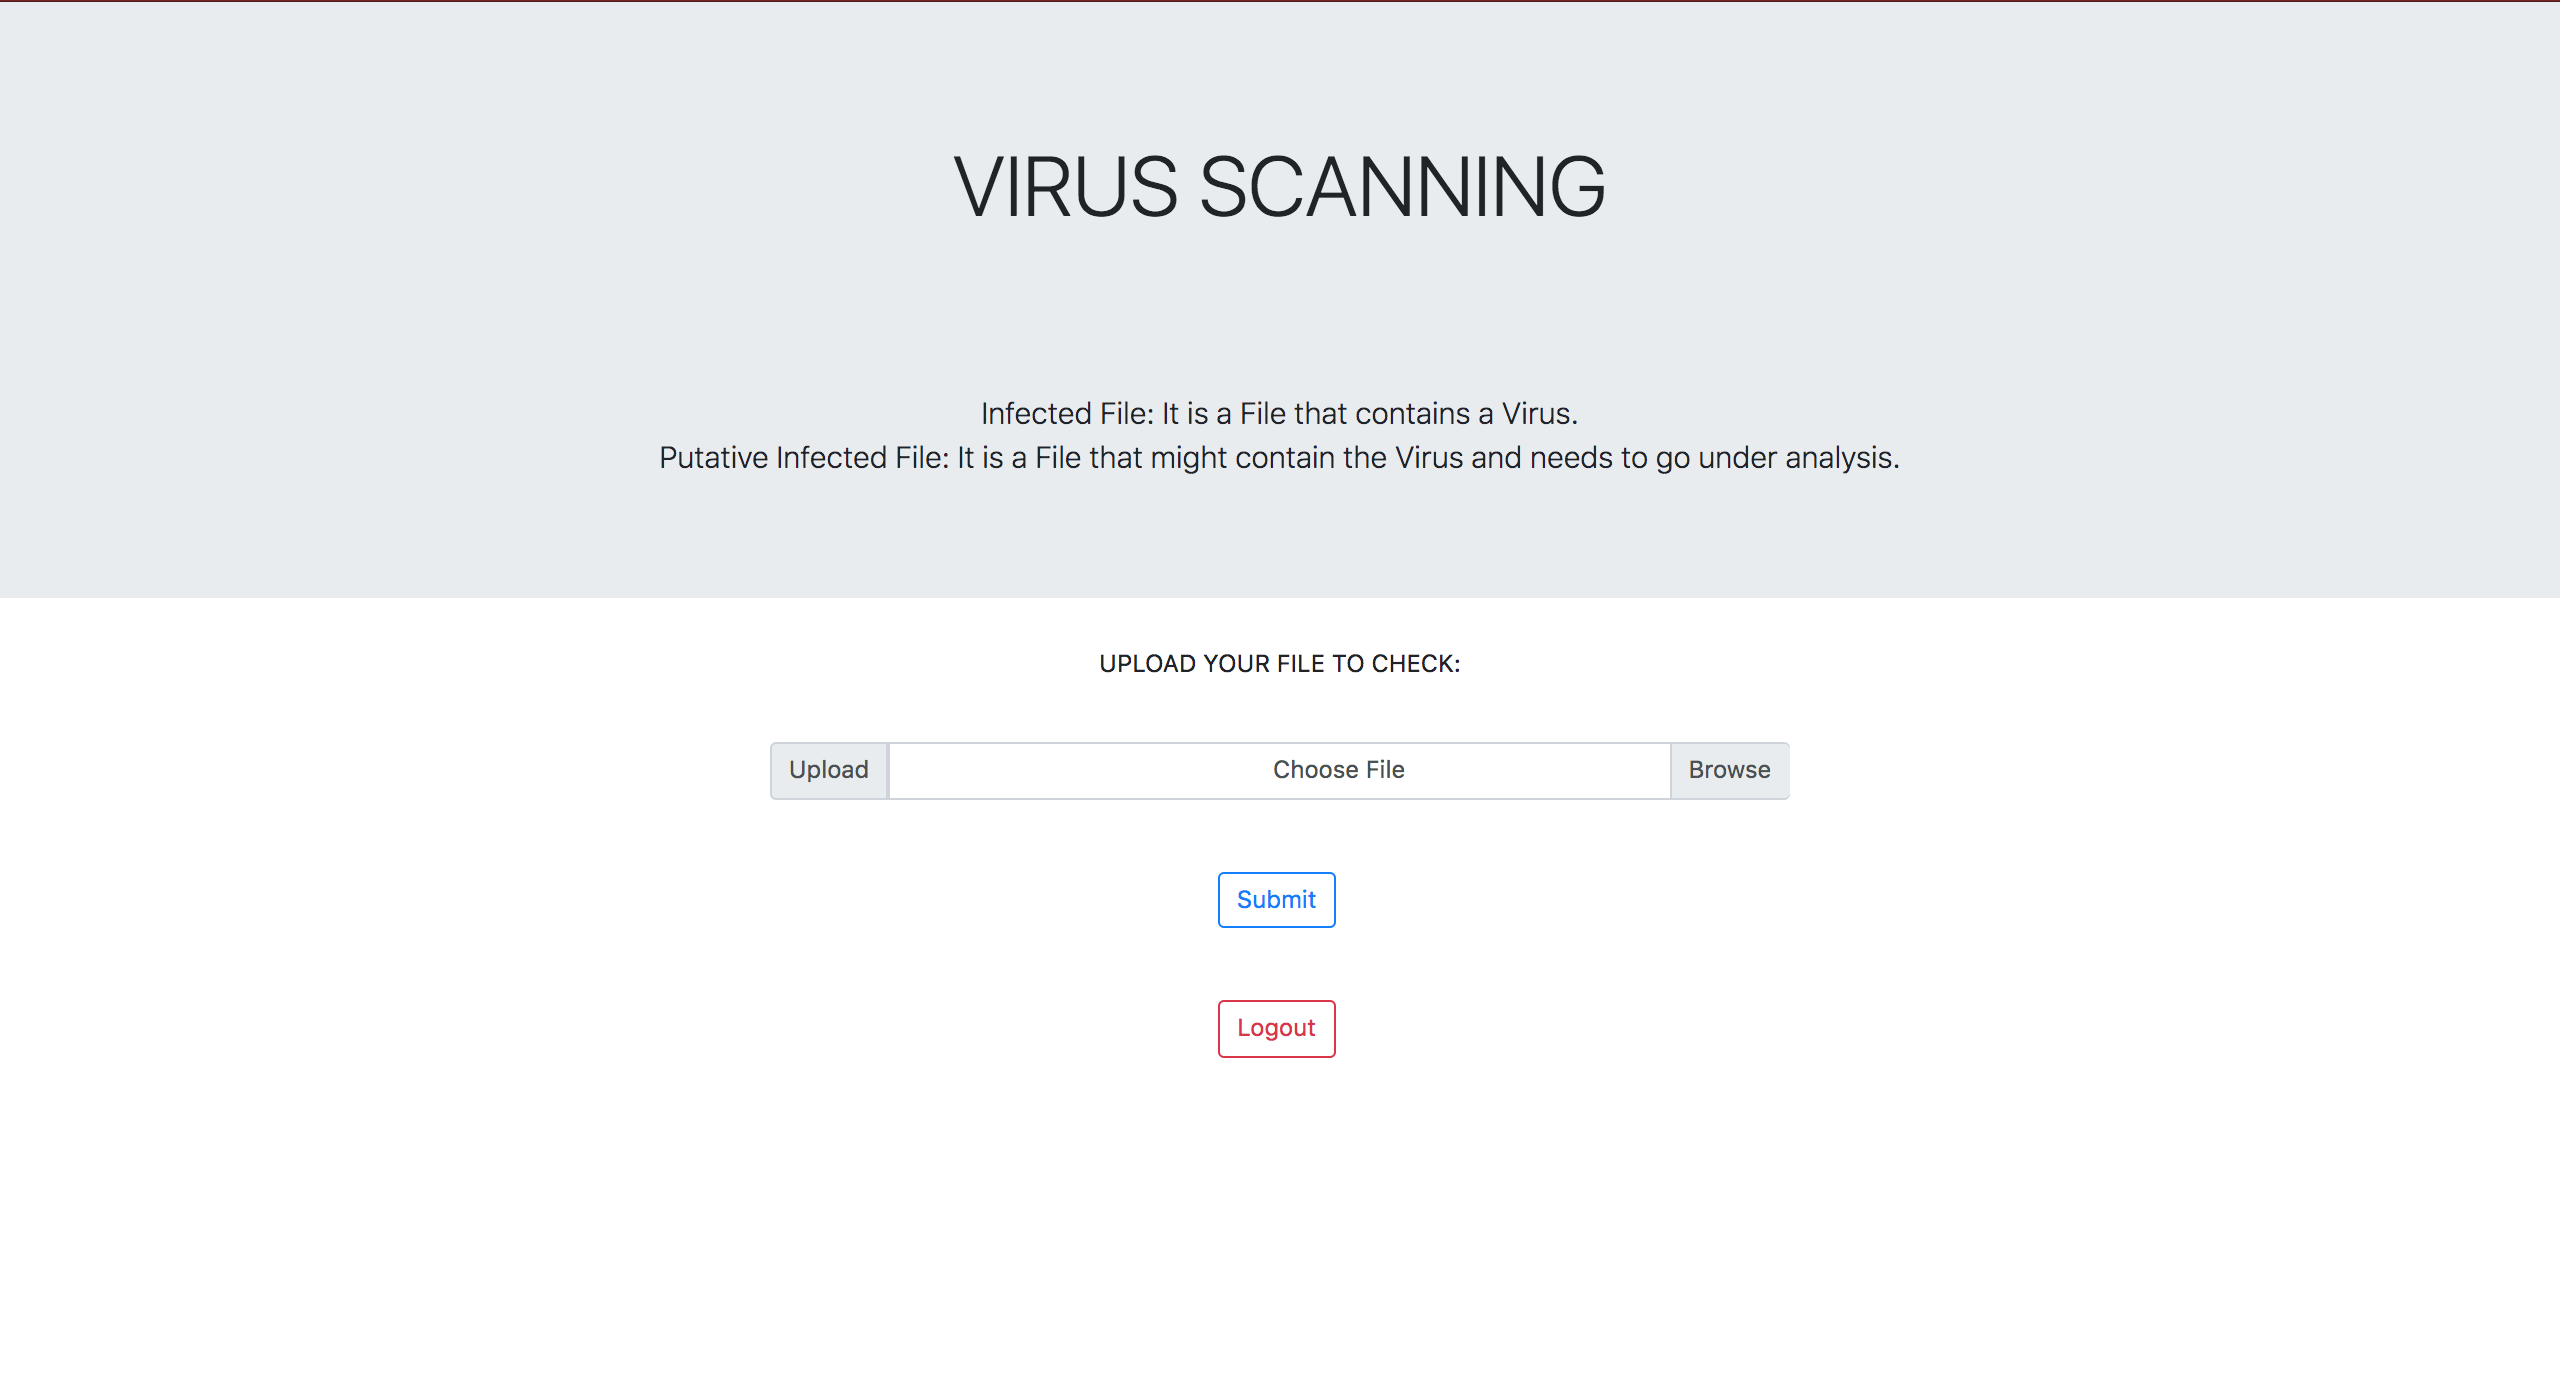 VIRUS SCANNING
Infected File: It is a File that contains a Virus.
Putative Infected File: It is a File that might contain the Virus and needs to go under analysis.
UPLOAD YOUR FILE TO CHECK:
Upload Choose File Browse
Submit
Logout